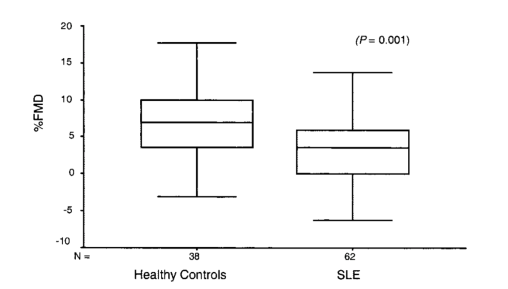 20
(P = 0.001)
15
10
%FMD
5
0
-5
-10
N = 38 62
Healthy Controls SLE